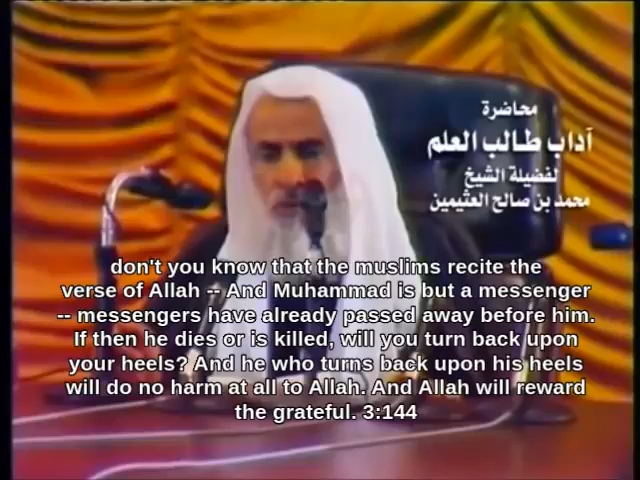 محاضرة
آداب طالب العلم
لفضيلة الشيخ
محمد بن صالح العثيمين
don't you know that the muslims recite the
verse of Allah -- And Muhammad is but a messenger
-- messengers have already passed away before him.
If then he dies or is killed, will you turn back upon
your heels? And he who turns back upon his heels
will do no harm at all to Allah. And Allah will reward
the grateful. 3:144